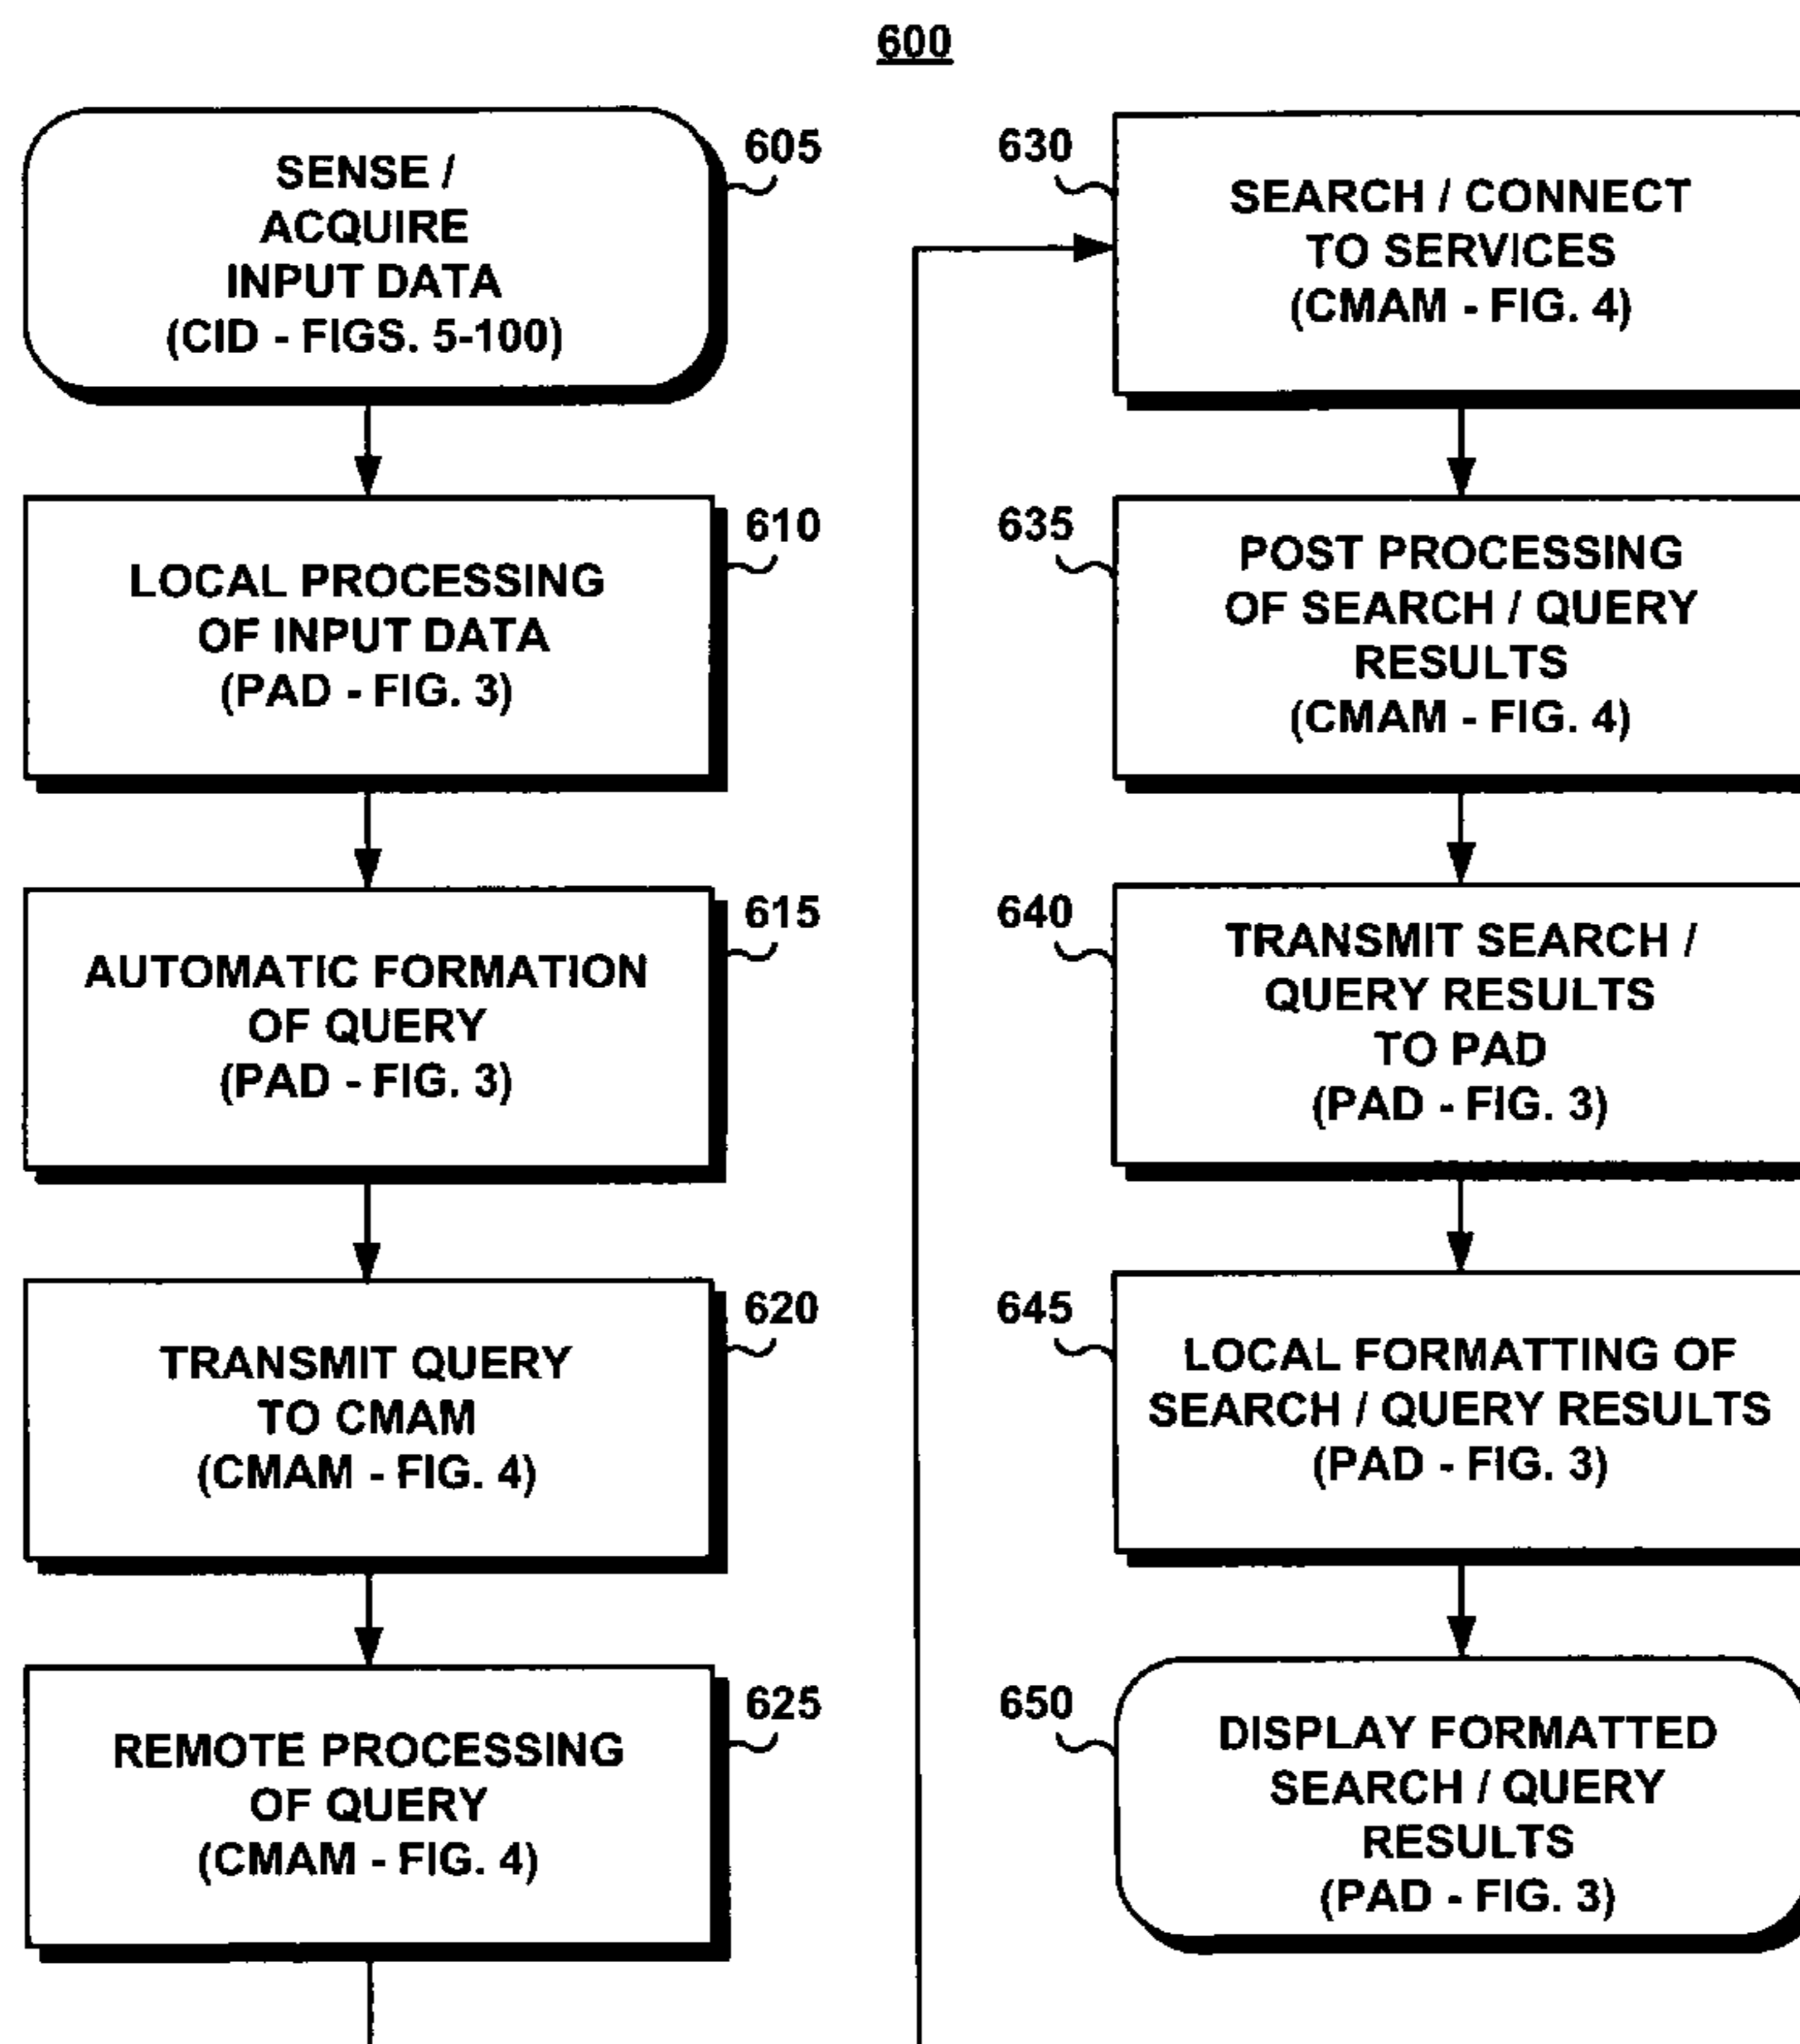 600
SENSE /
ACQUIRE
INPUT DATA
(CID - FIGS. 5-100)
605
LOCAL PROCESSING
OF INPUT DATA
(PAD - FIG. 3)
610
AUTOMATIC FORMATION
OF QUERY
(PAD - FIG. 3)
615
TRANSMIT QUERY
TO CMAM
(CMAM - FIG. 4)
620
REMOTE PROCESSING
OF QUERY
(CMAM - FIG. 4)
625
630
SEARCH / CONNECT
TO SERVICES
(CMAM - FIG. 4)
635
POST PROCESSING
OF SEARCH / QUERY
RESULTS
(CMAM - FIG. 4)
640
TRANSMIT SEARCH /
QUERY RESULTS
TO PAD
(PAD - FIG. 3)
645
LOCAL FORMATTING OF
SEARCH / QUERY RESULTS
(PAD - FIG. 3)
650
DISPLAY FORMATTED
SEARCH / QUERY
RESULTS
(PAD - FIG. 3)